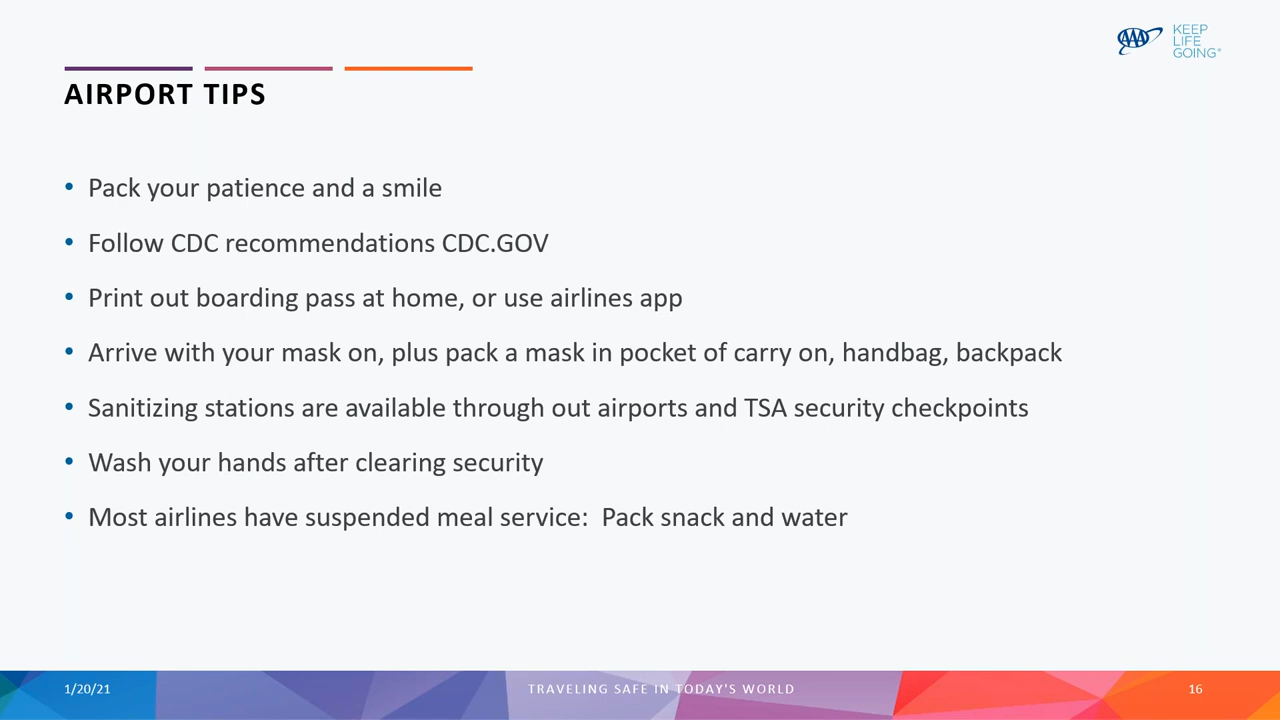 AAA
KEEP
LIFE
GOING®
AIRPORT TIPS
• Pack your patience and a smile
• Follow CDC recommendations CDC.GOV
• Print out boarding pass at home, or use airlines app
• Arrive with your mask on, plus pack a mask in pocket of carry on, handbag, backpack
• Sanitizing stations are available through out airports and TSA security checkpoints
• Wash your hands after clearing security
• Most airlines have suspended meal service:  Pack snack and water
1/20/21
TRAVELING SAFE IN TODAY'S WORLD
16